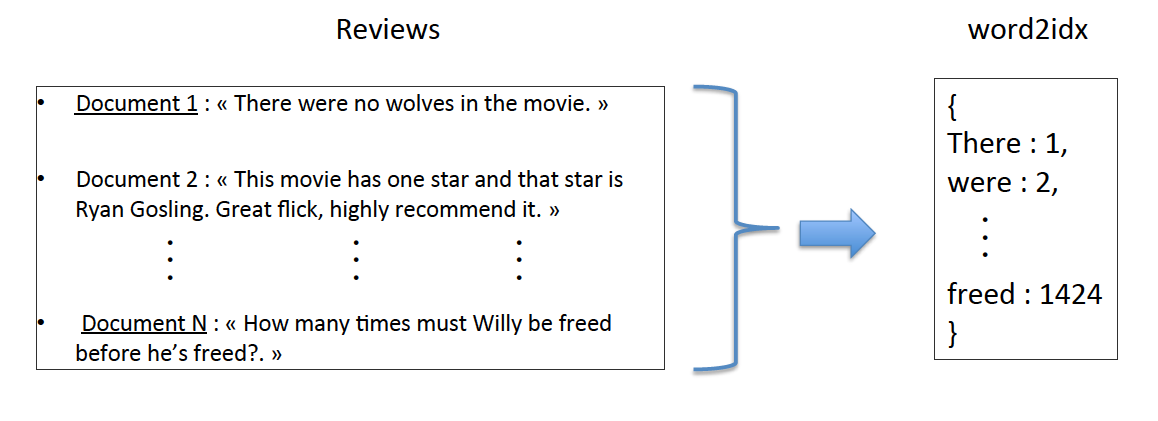 Reviews
• Document 1 : « There were no wolves in the movie. »
• Document 2 : « This movie has one star and that star is
Ryan Gosling. Great flick, highly recommend it. »
• Document N : « How many times must Willy be freed
before he’s freed?. »
word2idx
{
There : 1,
were : 2,
freed : 1424
}